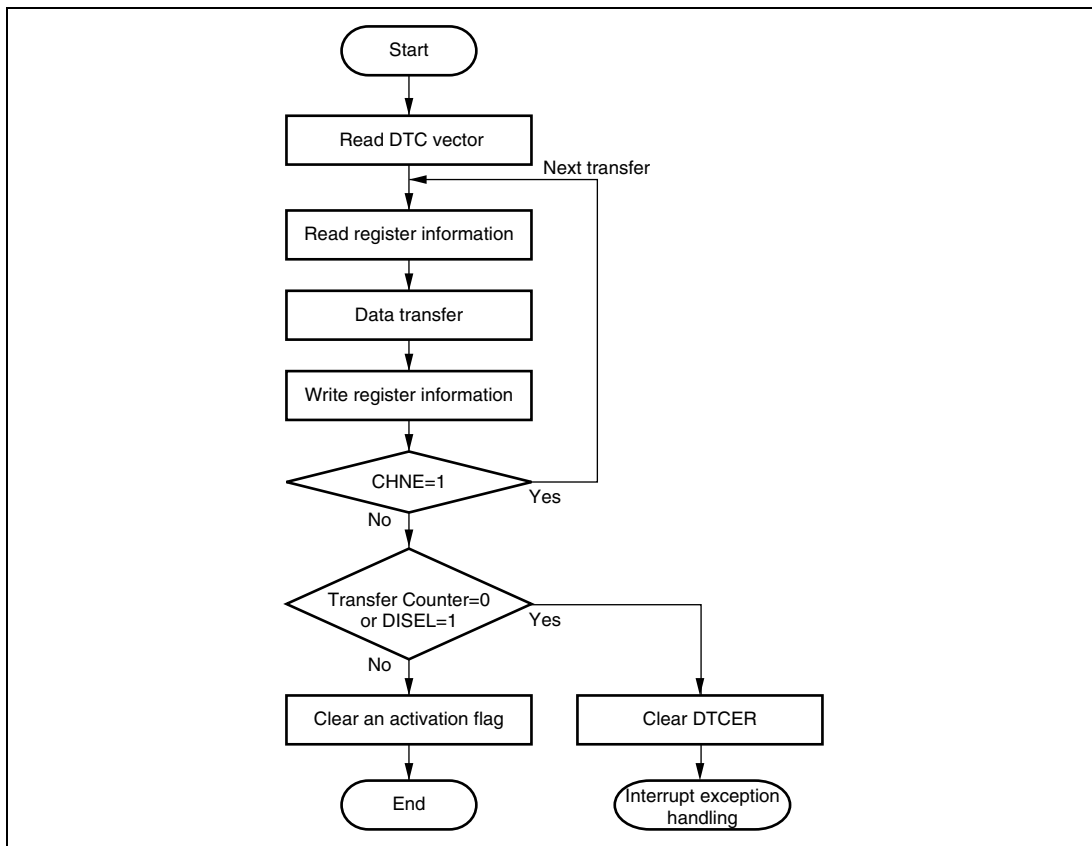 Start
Read DTC vector
Next transfer
Read register information
Data transfer
Write register information
CHNE=1
Yes
No
Transfer Counter=0
or DISEL=1
Yes
No
Clear an activation flag
Clear DTCER
End
Interrupt exception
handling